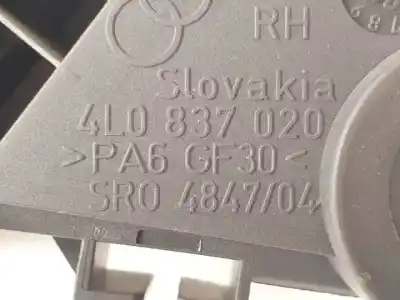 RH
Slovakia
4L0 837 020
>PA6 GF30<
SRO 4847/04